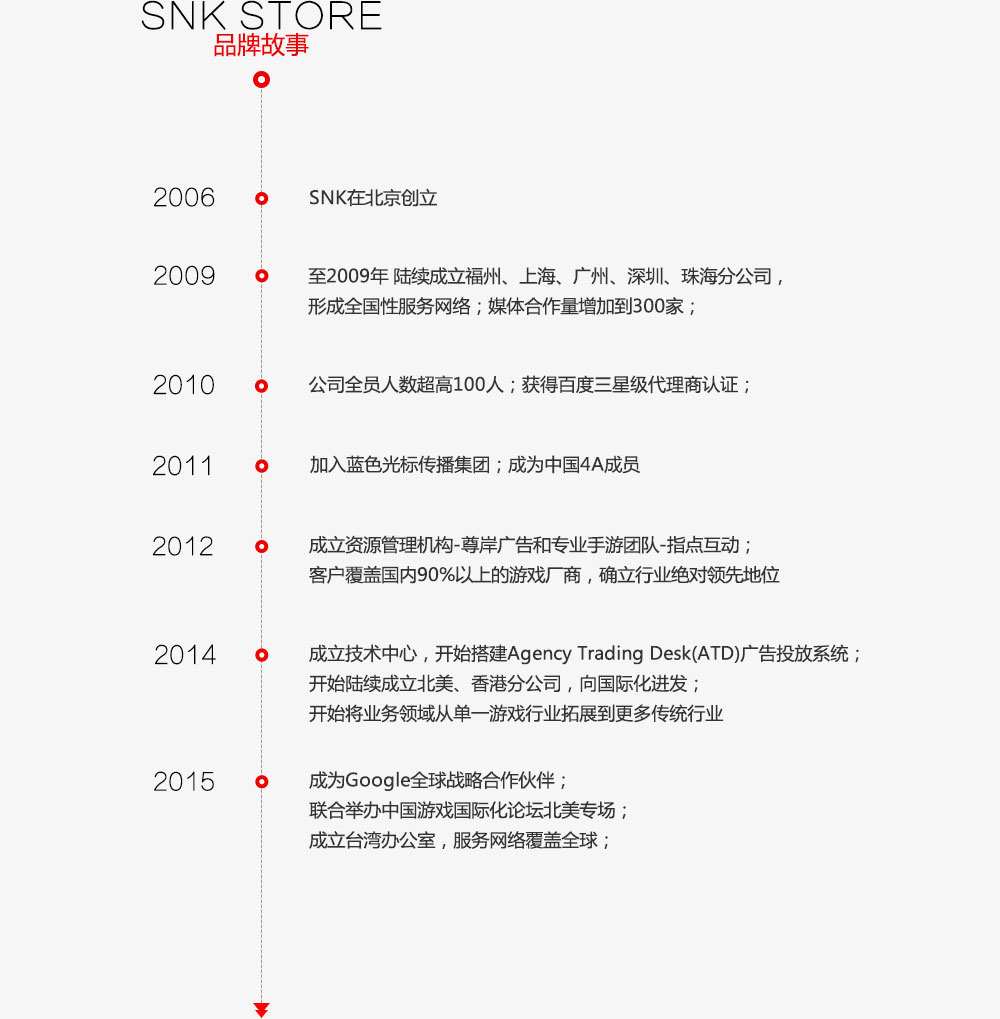 SNK STORE
品牌故事
2006
SNK在北京创立
2009
至2009年 陆续成立福州、上海、广州、深圳、珠海分公司，
形成全国性服务网络；媒体合作量增加到300家；
2010
公司全员人数超高100人；获得百度三星级代理商认证；
2011
加入蓝色光标传播集团；成为中国4A成员
2012
成立资源管理机构-尊岸广告和专业手游团队-指点互动；
客户覆盖国内90%以上的游戏厂商，确立行业绝对领先地位
2014
成立技术中心，开始搭建Agency Trading Desk(ATD)广告投放系统；
开始陆续成立北美、香港分公司，向国际化进发；
开始将业务领域从单一游戏行业拓展到更多传统行业
2015
成为Google全球战略合作伙伴；
联合举办中国游戏国际化论坛北美专场；
成立台湾办公室，服务网络覆盖全球；